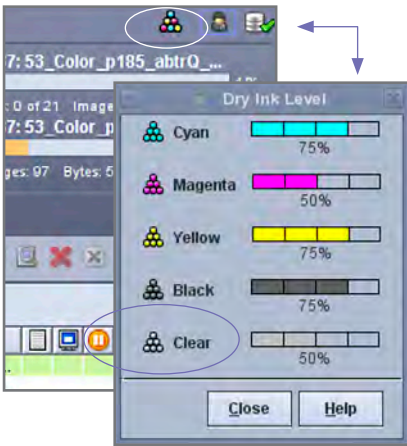 7: 53_Color_p185_abtrQ_...
: 0 of 21 Image
7: 53_Color_p
ges: 97 Bytes: 5
Dry Ink Level
Cyan
75%
Magenta
50%
Yellow
75%
Black
75%
Clear
50%
Close
Help